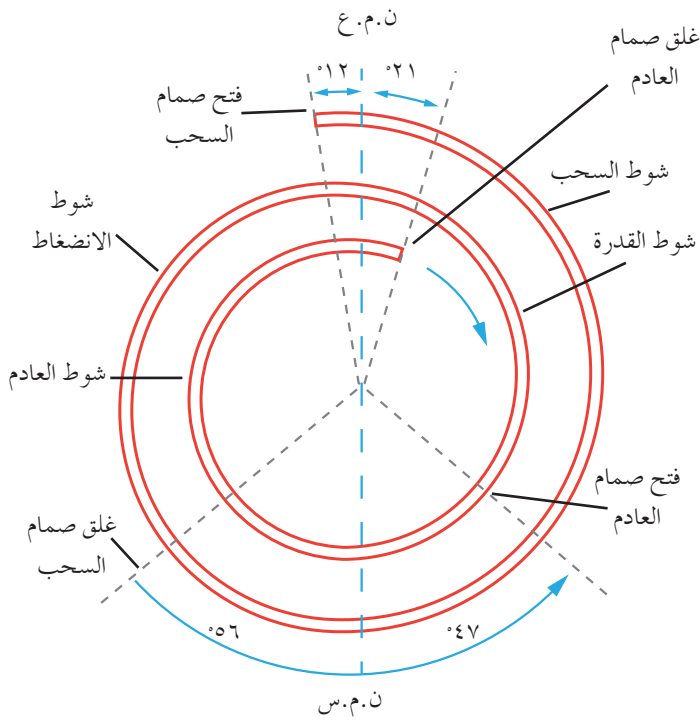 ن.م.ع
غلق صمام
العادم
°١٢
°٢١
فتح صمام
السحب
شوط السحب
شوط
الانضغاط
شوط القدرة
شوط العادم
فتح صمام
العادم
غلق صمام
السحب
°٥٦
°٤٧
ن.م.س